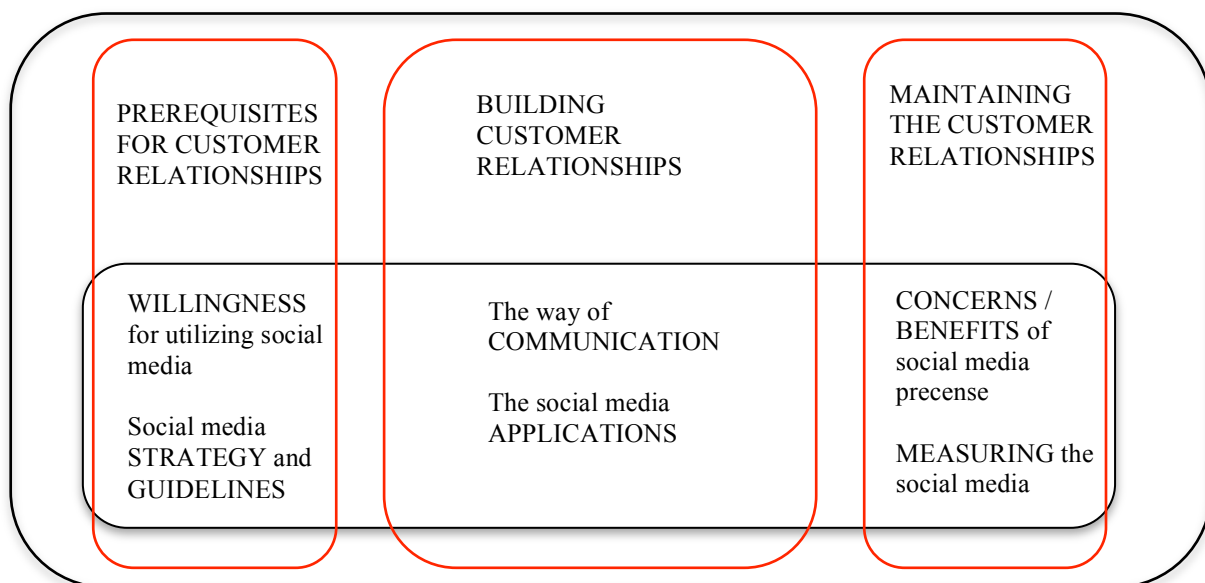 PREREQUISITES
FOR CUSTOMER
RELATIONSHIPS
BUILDING
CUSTOMER
RELATIONSHIPS
MAINTAINING
THE CUSTOMER
RELATIONSHIPS
WILLINGNESS
for utilizing social
media
Social media
STRATEGY and
GUIDELINES
The way of
COMMUNICATION
The social media
APPLICATIONS
CONCERNS /
BENEFITS of
social media
precense
MEASURING the
social media